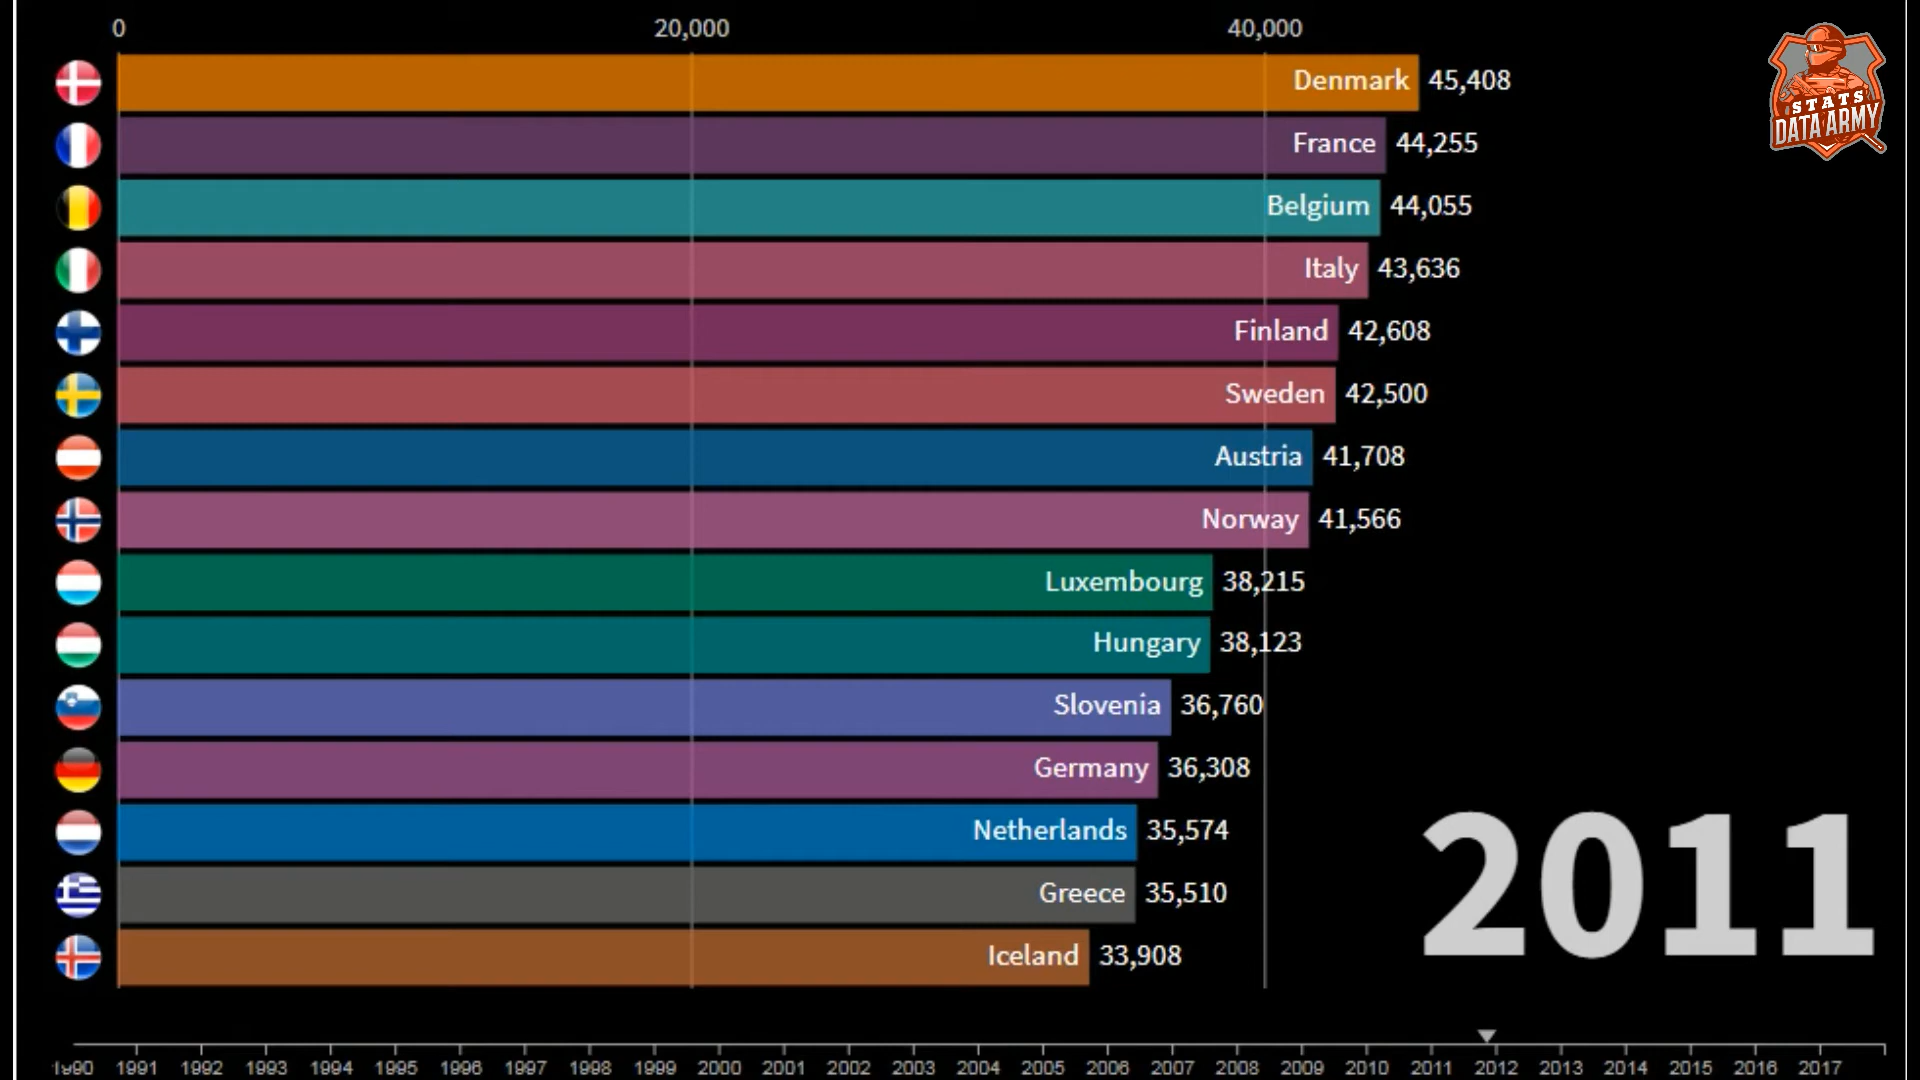 0 20,000 40,000
STATS
DATA ARMY
Denmark 45,408
France 44,255
Belgium 44,055
Italy 43,636
Finland 42,608
Sweden 42,500
Austria 41,708
Norway 41,566
Luxembourg 38,215
Hungary 38,123
Slovenia 36,760
Germany 36,308
Netherlands 35,574
Greece 35,510
Iceland 33,908
2011
1990 1991 1992 1993 1994 1995 1996 1997 1998 1999 2000 2001 2002 2003 2004 2005 2006 2007 2008 2009 2010 2011 2012 2013 2014 2015 2016 2017